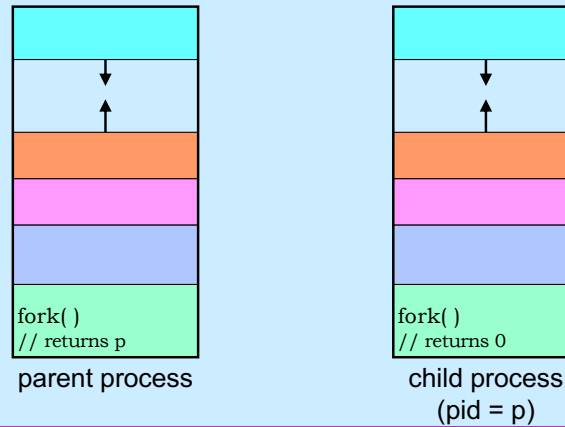 fork( )
// returns p
parent process
fork( )
// returns 0
child process
(pid = p)